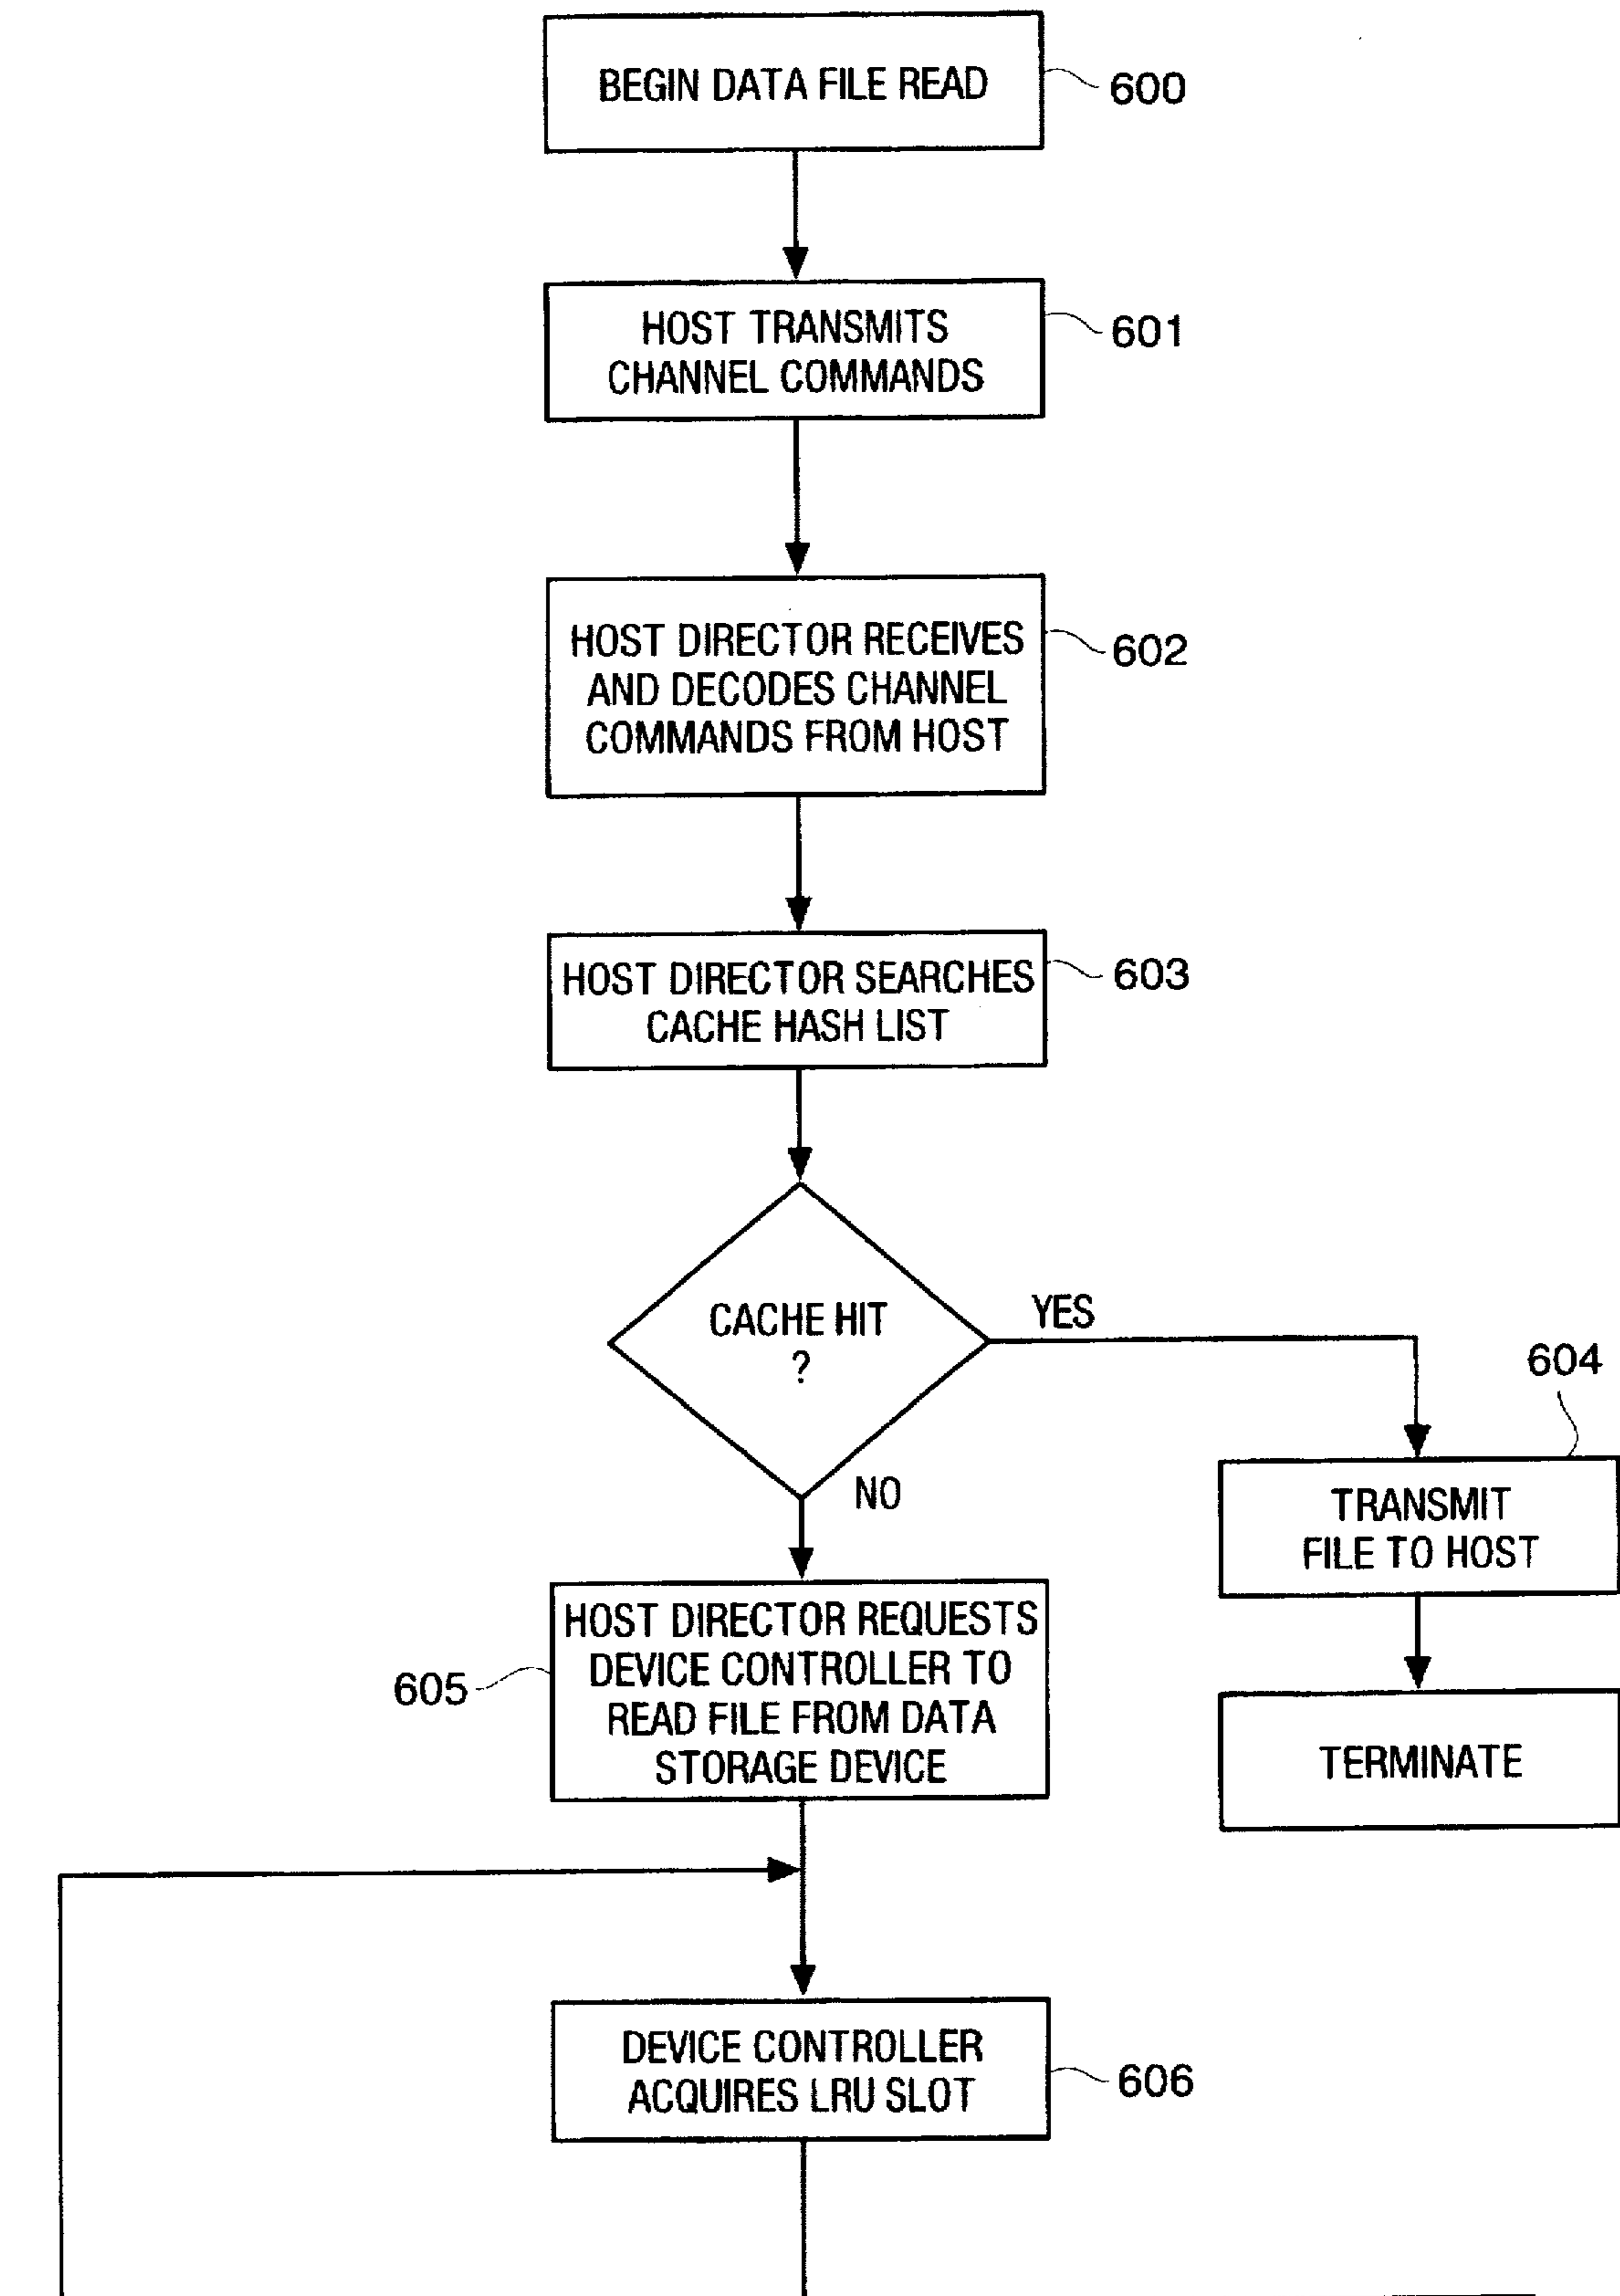 BEGIN DATA FILE READ
600
HOST TRANSMITS
CHANNEL COMMANDS
601
HOST DIRECTOR RECEIVES
AND DECODES CHANNEL
COMMANDS FROM HOST
602
HOST DIRECTOR SEARCHES
CACHE HASH LIST
603
CACHE HIT
?
YES
NO
604
TRANSMIT
FILE TO HOST
TERMINATE
HOST DIRECTOR REQUESTS
DEVICE CONTROLLER TO
READ FILE FROM DATA
STORAGE DEVICE
605
DEVICE CONTROLLER
ACQUIRES LRU SLOT
606